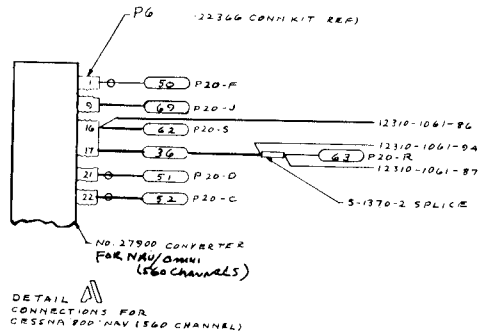 P6
(22366 CONN KIT REF)
1 50 P20-F
9 69 P20-J
16 62 P20-S
12310-1061-86
17 36
12310-1061-94
63 P20-R
12310-1061-87
21 51 P20-D
S-1370-2 SPLICE
22 52 P20-C
NO. 27900 CONVERTER
FOR NAV/OMNI
(560 CHANNELS)
DETAIL A
CONNECTIONS FOR
CESSNA 800 NAV (560 CHANNEL)